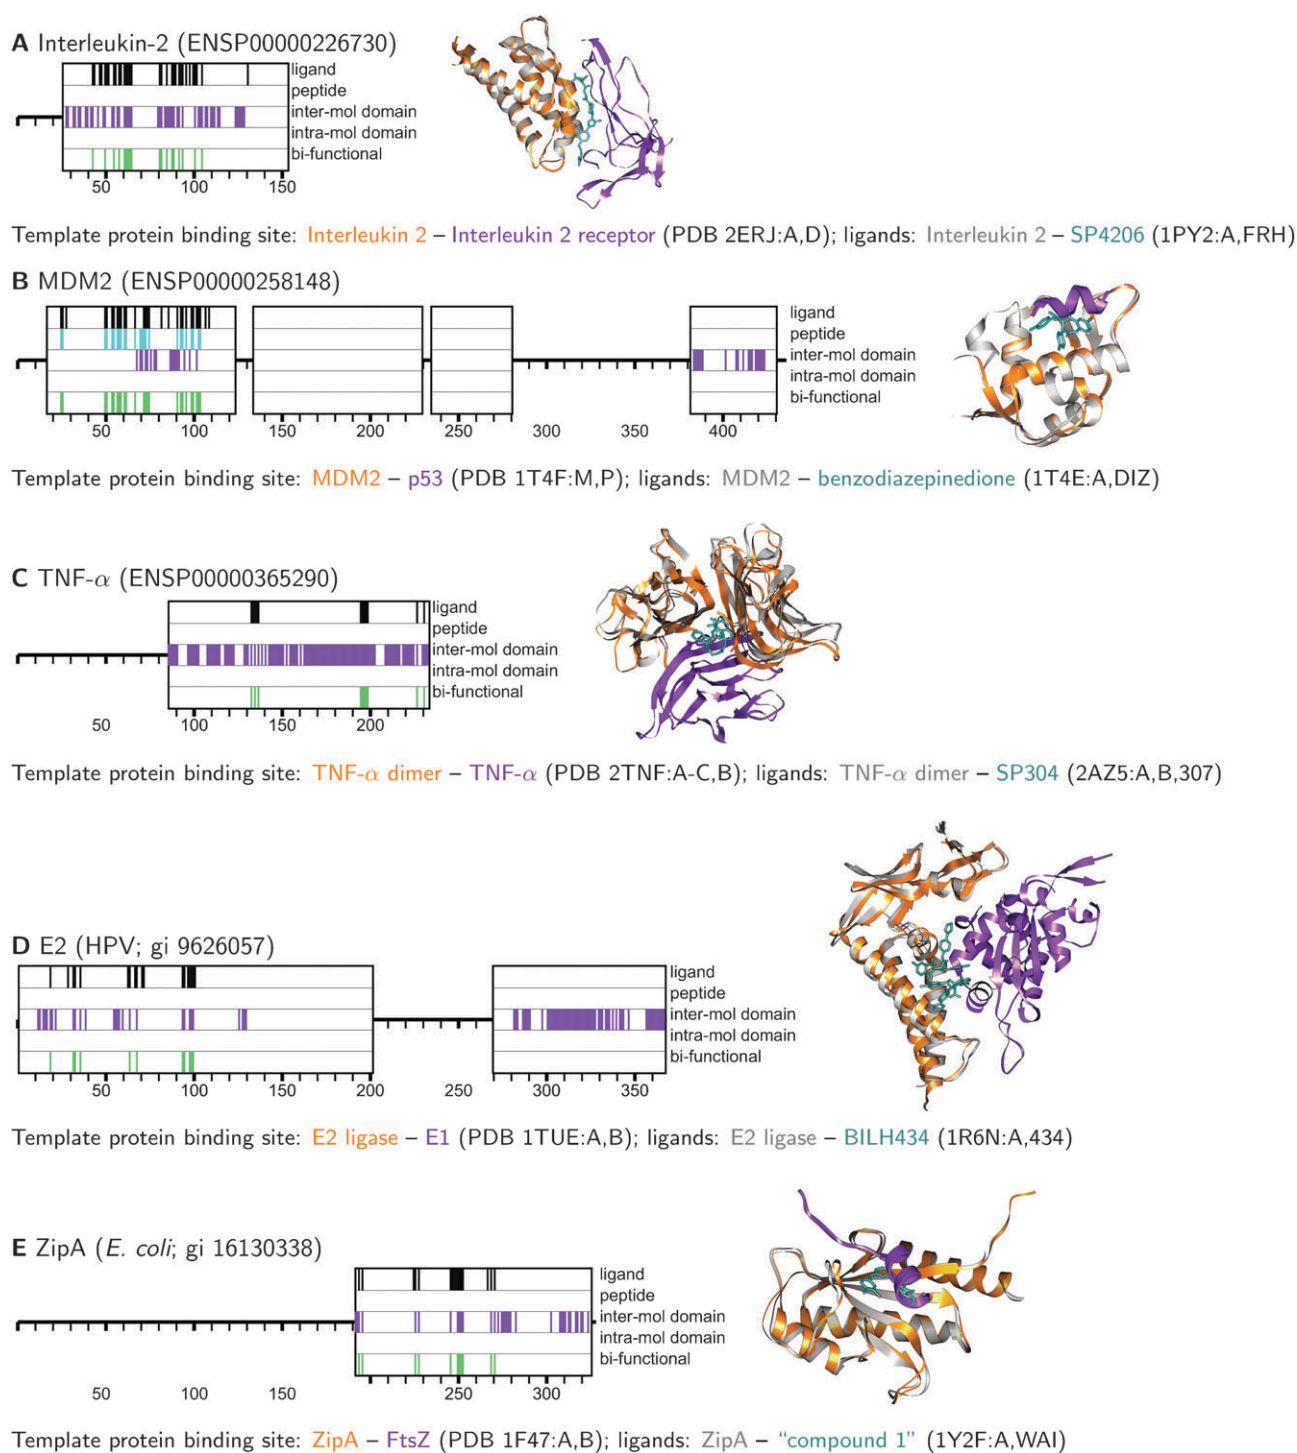 A Interleukin-2 (ENSP00000226730)
ligand
peptide
inter-mol domain
intra-mol domain
bi-functional
50 100 150
Template protein binding site: Interleukin 2 – Interleukin 2 receptor (PDB 2ERJ:A,D); ligands: Interleukin 2 – SP4206 (1PY2:A,FRH)
B MDM2 (ENSP00000258148)
ligand
peptide
inter-mol domain
intra-mol domain
bi-functional
50 100 150 200 250 300 350 400
Template protein binding site: MDM2 – p53 (PDB 1T4F:M,P); ligands: MDM2 – benzodiazepinedione (1T4E:A,DIZ)
C TNF-α (ENSP00000365290)
ligand
peptide
inter-mol domain
intra-mol domain
bi-functional
50 100 150 200
Template protein binding site: TNF-α dimer – TNF-α (PDB 2TNF:A-C,B); ligands: TNF-α dimer – SP304 (2AZ5:A,B,307)
D E2 (HPV; gi 9626057)
ligand
peptide
inter-mol domain
intra-mol domain
bi-functional
50 100 150 200 250 300 350
Template protein binding site: E2 ligase – E1 (PDB 1TUE:A,B); ligands: E2 ligase – BILH434 (1R6N:A,434)
E ZipA (E. coli; gi 16130338)
ligand
peptide
inter-mol domain
intra-mol domain
bi-functional
50 100 150 250 300
Template protein binding site: ZipA – FtsZ (PDB 1F47:A,B); ligands: ZipA – “compound 1” (1Y2F:A,WAI)